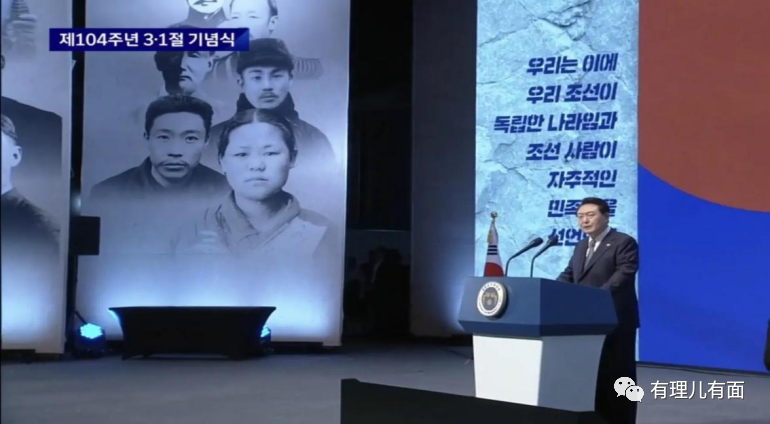 제104주년 3·1절 기념식
우리는 이에
우리 조선이
독립한 나라임과
조선 사람이
자주적인
有理儿有面